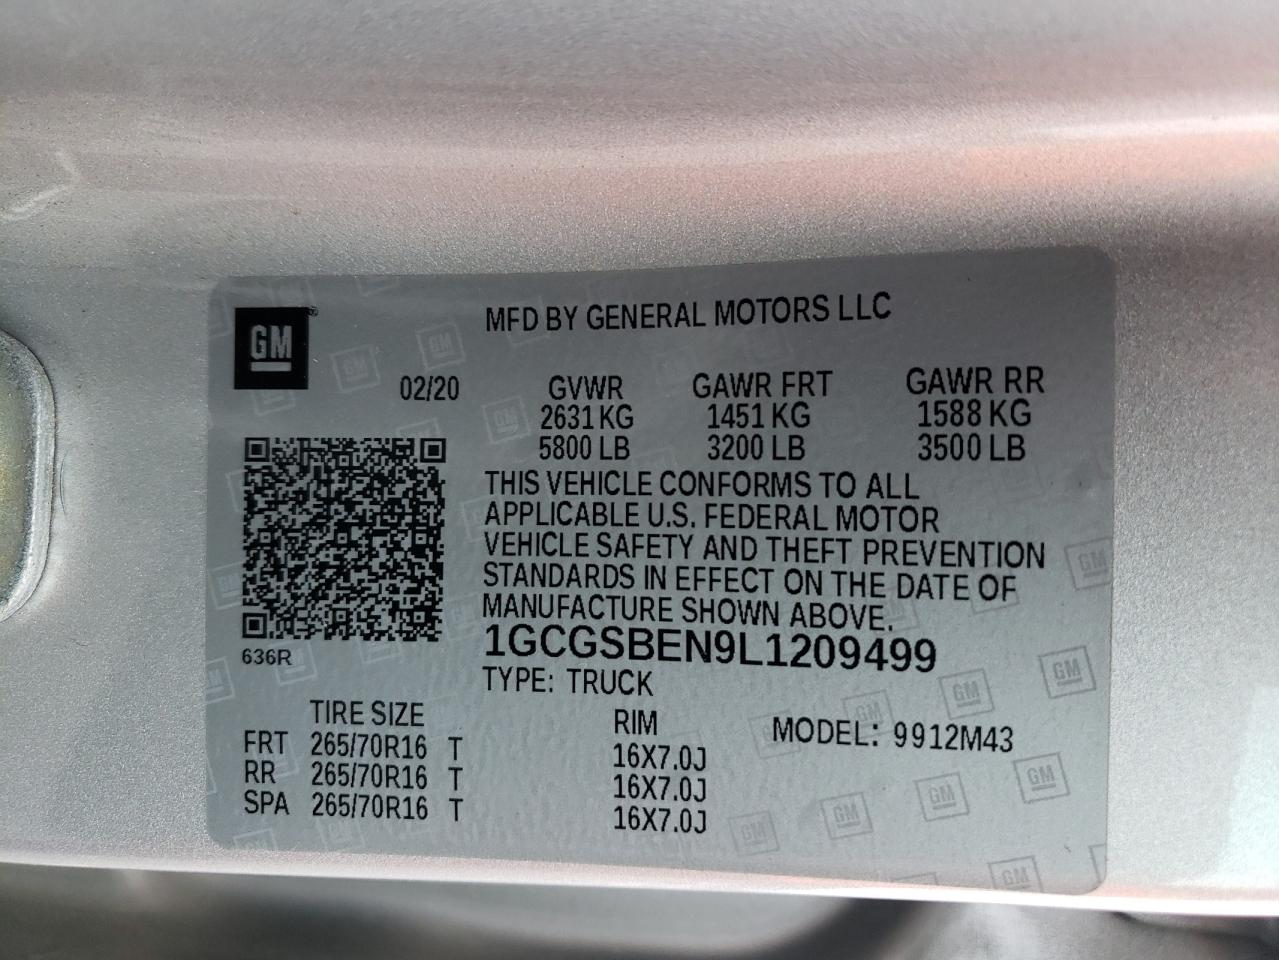 GM®
MFD BY GENERAL MOTORS LLC
02/20 GVWR GAWR FRT GAWR RR
2631 KG 1451 KG 1588 KG
5800 LB 3200 LB 3500 LB
THIS VEHICLE CONFORMS TO ALL
APPLICABLE U.S. FEDERAL MOTOR
VEHICLE SAFETY AND THEFT PREVENTION
STANDARDS IN EFFECT ON THE DATE OF
MANUFACTURE SHOWN ABOVE.
636R
1GCGSBEN9L1209499
TYPE: TRUCK
TIRE SIZE RIM MODEL: 9912M43
FRT 265/70R16 T 16X7.0J
RR 265/70R16 T 16X7.0J
SPA 265/70R16 T 16X7.0J